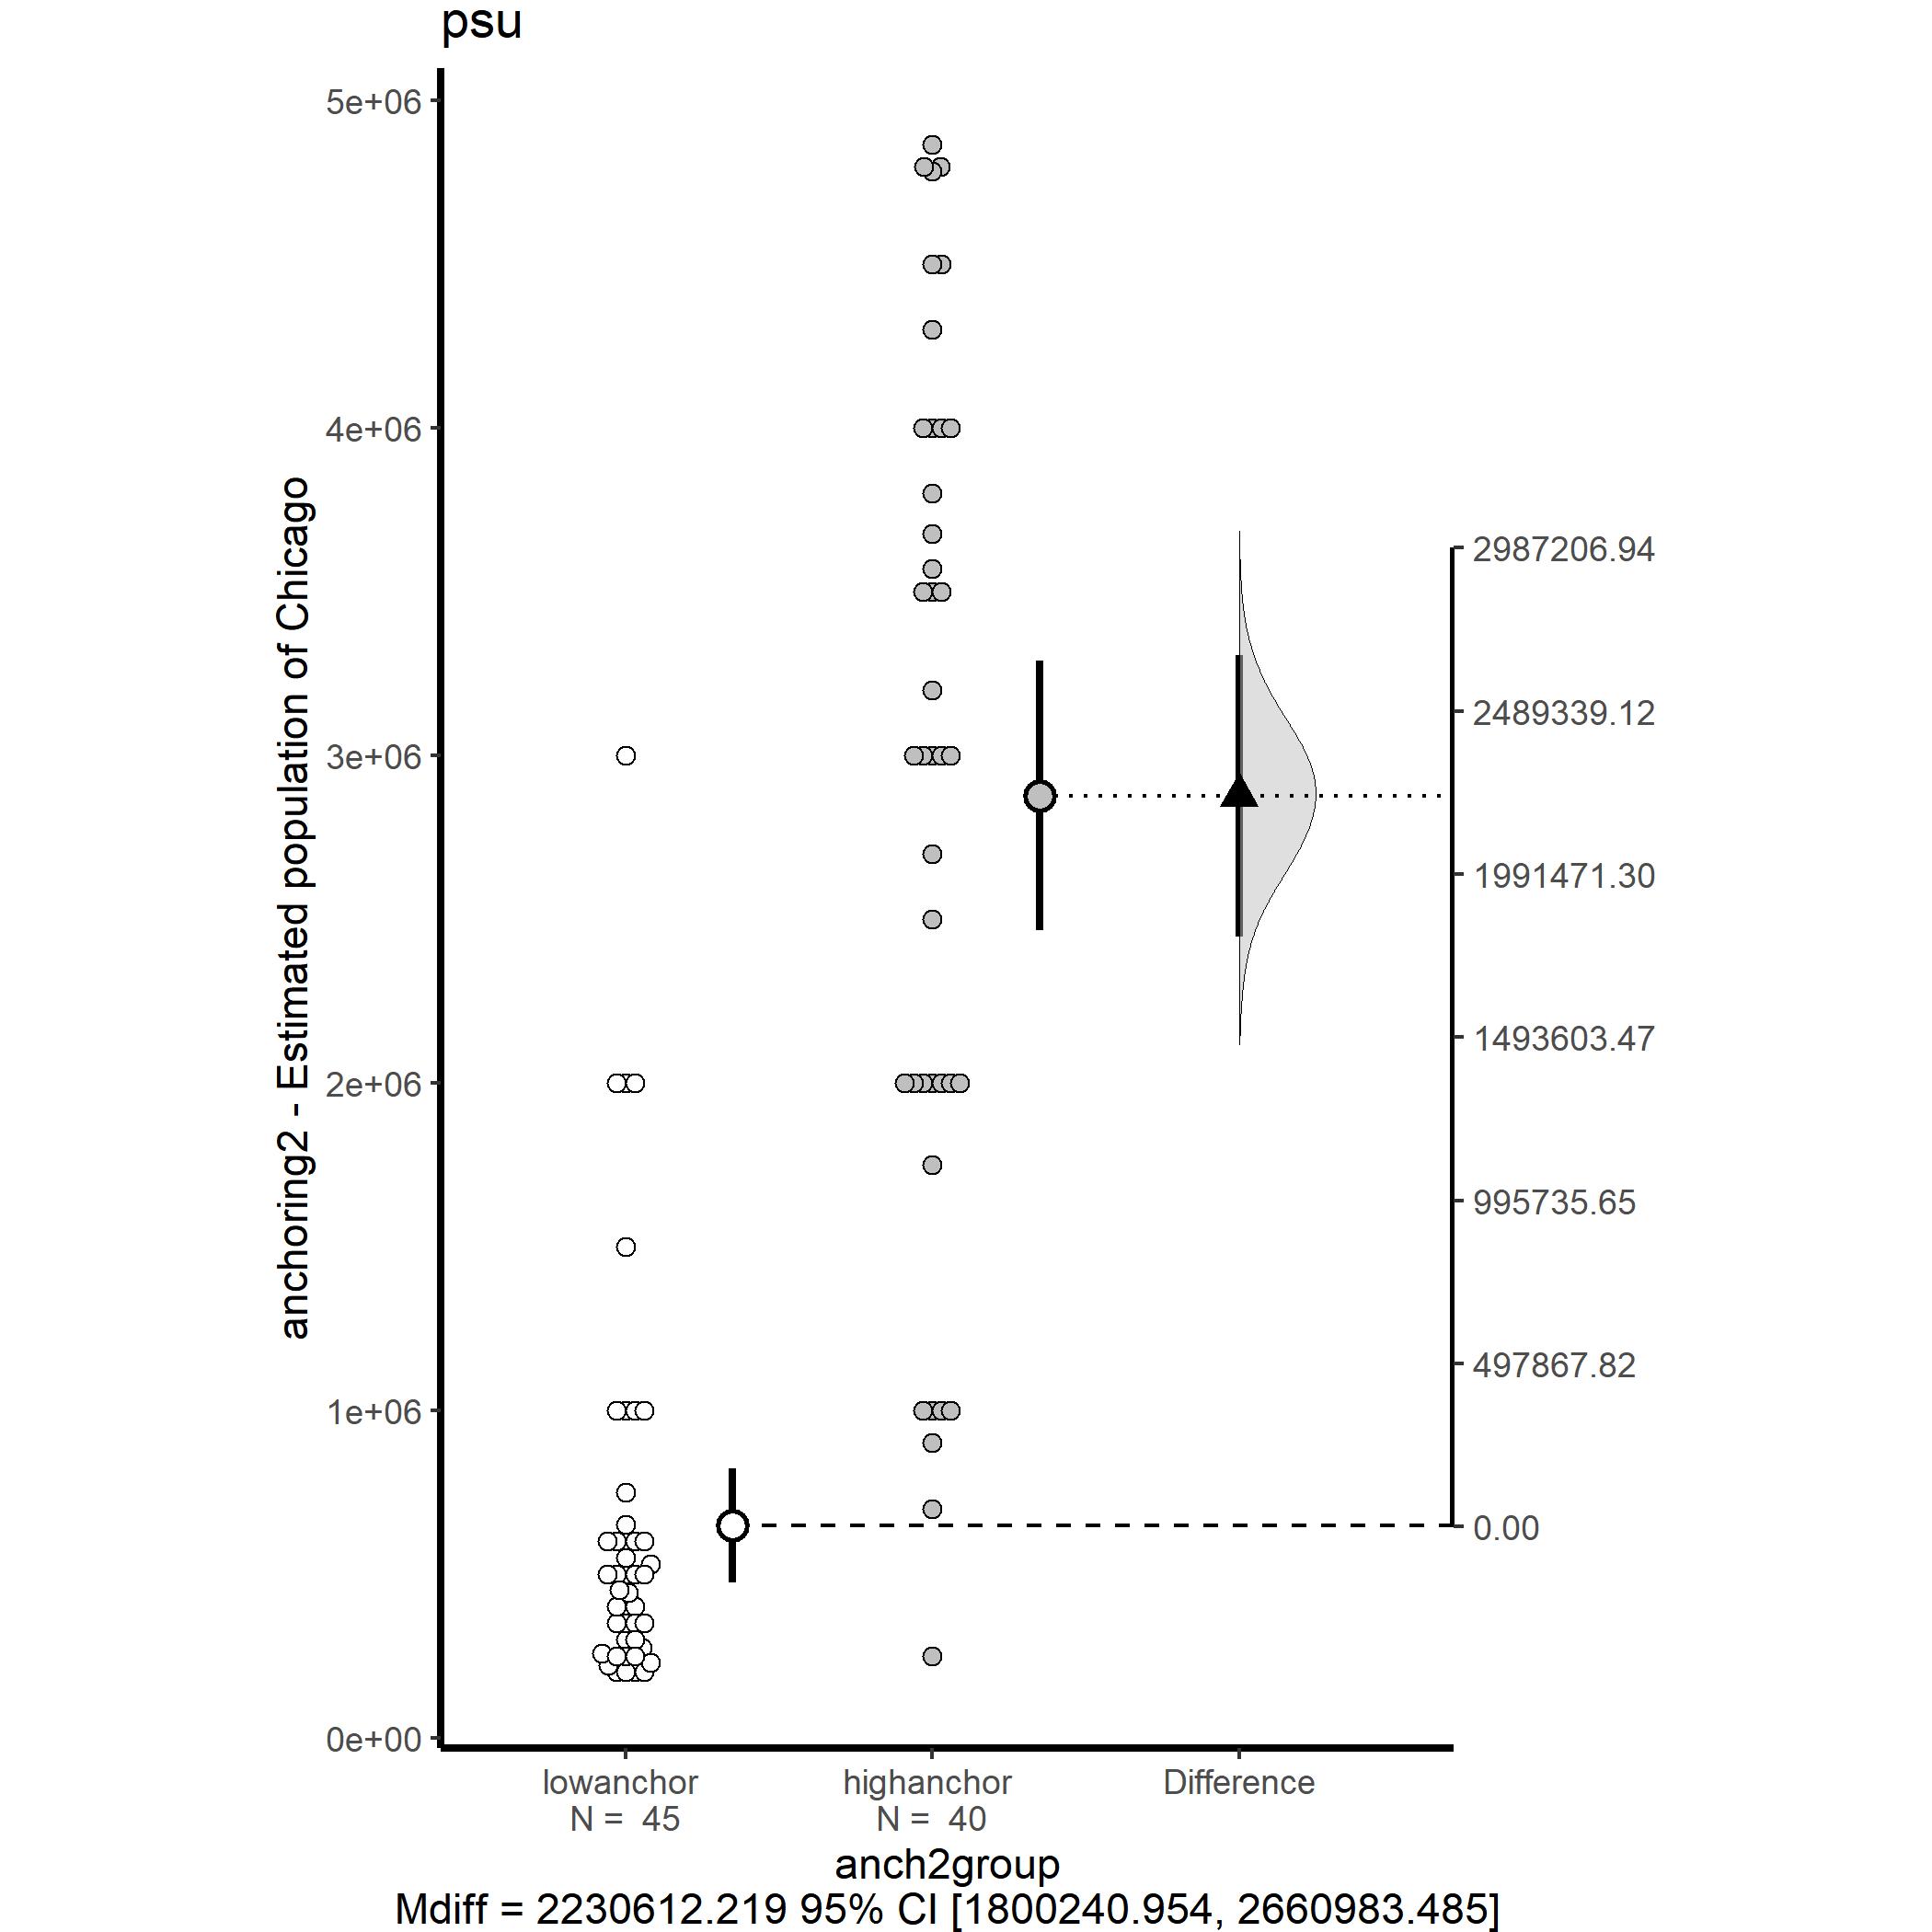 psu
anchoring2 - Estimated population of Chicago
5e+06
4e+06
3e+06
2e+06
1e+06
0e+00
2987206.94
2489339.12
1991471.30
1493603.47
995735.65
497867.82
0.00
lowanchor
N =  45
highanchor
N =  40
Difference
anch2group
Mdiff = 2230612.219 95% CI [1800240.954, 2660983.485]